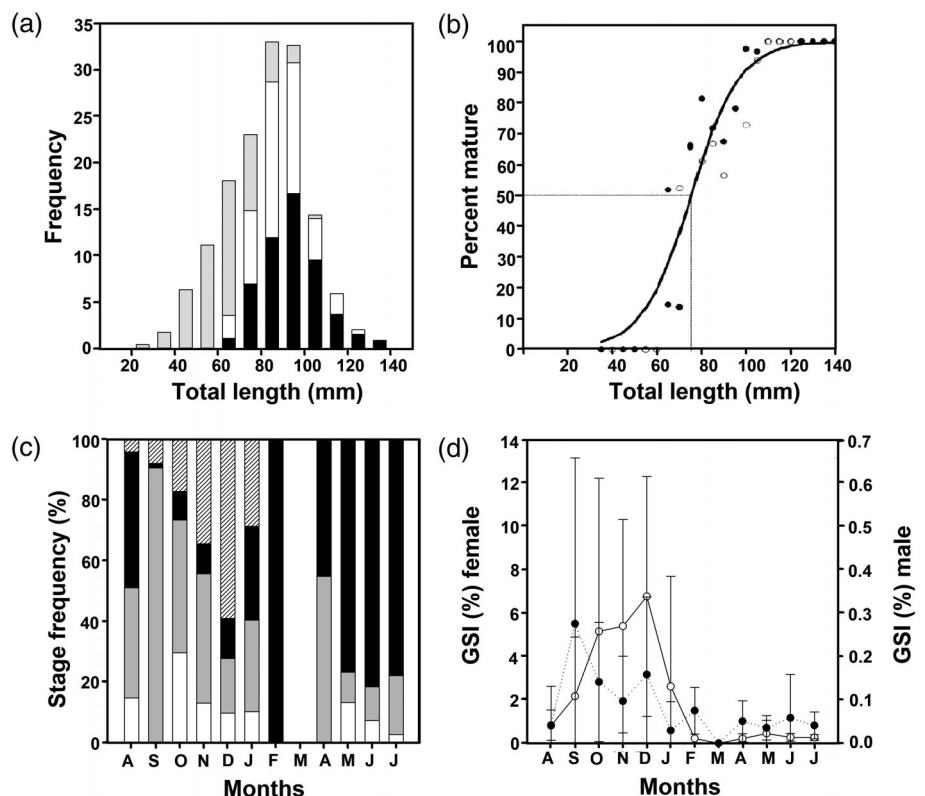 (a)
Frequency
35
30
25
20
15
10
5
0
20 40 60 80 100 120 140
Total length (mm)
(b)
Percent mature
100
90
80
70
60
50
40
30
20
10
0
20 40 60 80 100 120 140
Total length (mm)
(c)
Stage frequency (%)
100
80
60
40
20
0
A S O N D J F M A M J J
Months
(d)
GSI (%) female
14
12
10
8
6
4
2
0
0.7
0.6
0.5
0.4
0.3
0.2
0.1
0.0
GSI (%) male
A S O N D J F M A M J J
Months